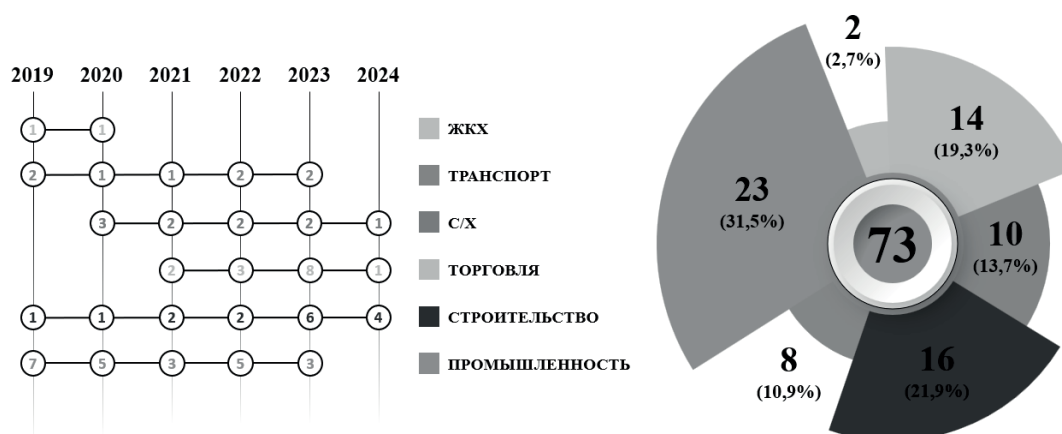 2019 2020 2021 2022 2023 2024
1 1
ЖКХ
2 1 1 2 2
ТРАНСПОРТ
3 2 2 2 1
С/Х
2 3 8 1
ТОРГОВЛЯ
1 1 2 2 6 4
СТРОИТЕЛЬСТВО
7 5 3 5 3
ПРОМЫШЛЕННОСТЬ
2
(2,7%)
14
(19,3%)
23
(31,5%)
73
10
(13,7%)
8
(10,9%)
16
(21,9%)